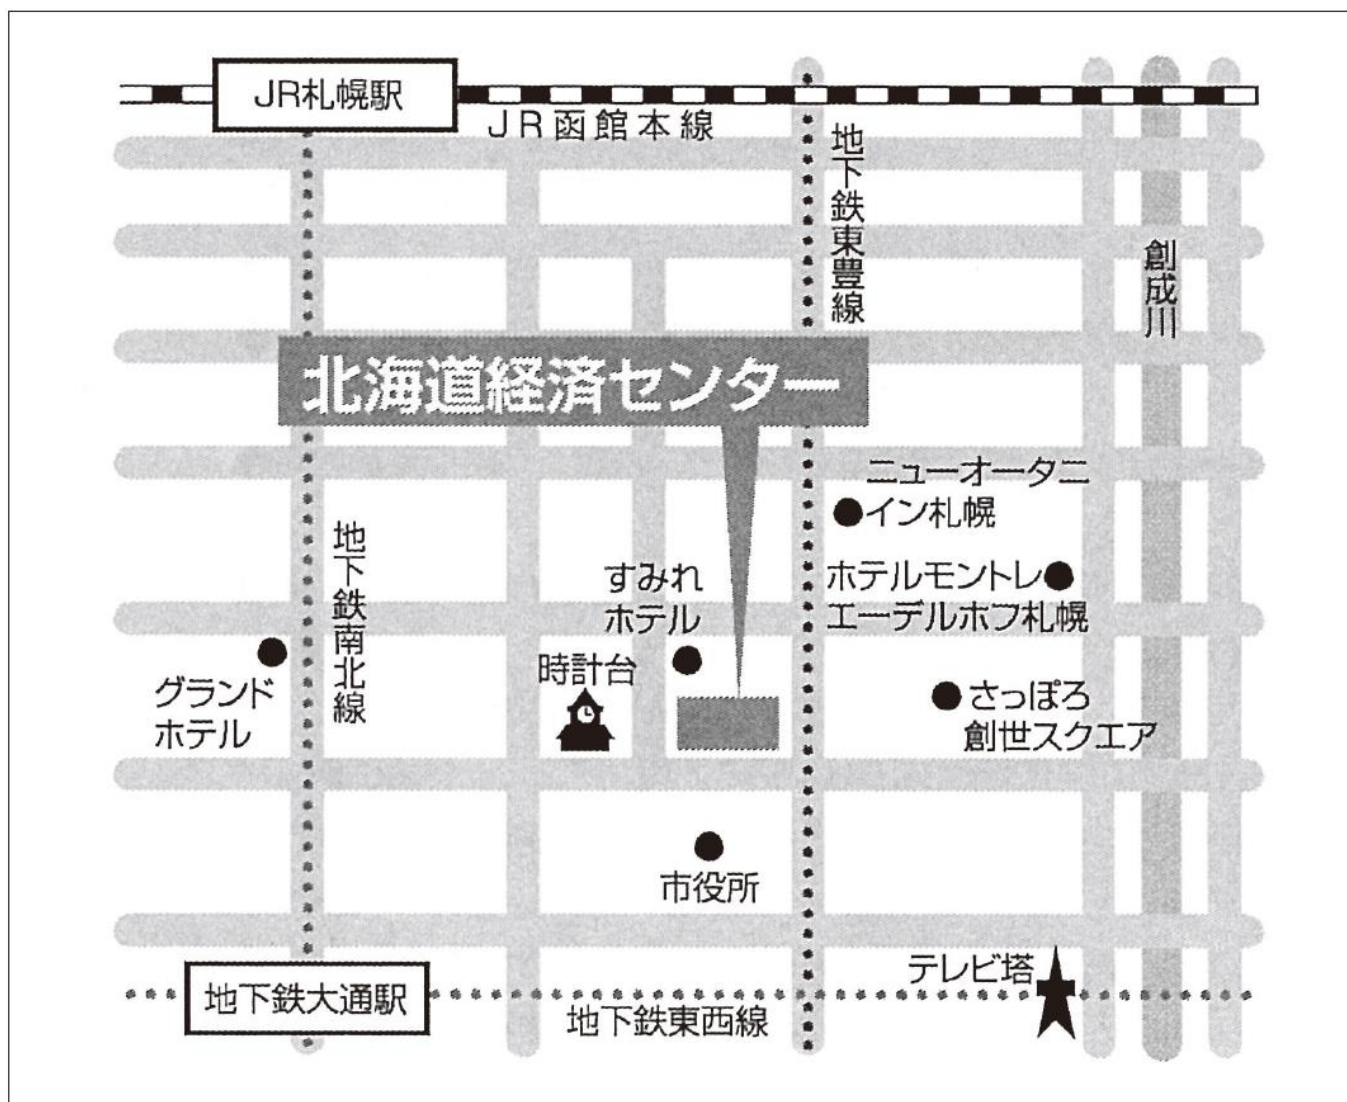 JR札幌駅
JR函館本線
地下鉄東豊線
創成川
北海道経済センター
ニューオータニ
イン札幌
地下鉄南北線
すみれ
ホテル
ホテルモントレ
エーデルホフ札幌
時計台
グランド
ホテル
さっぽろ
創世スクエア
市役所
テレビ塔
地下鉄大通駅
地下鉄東西線